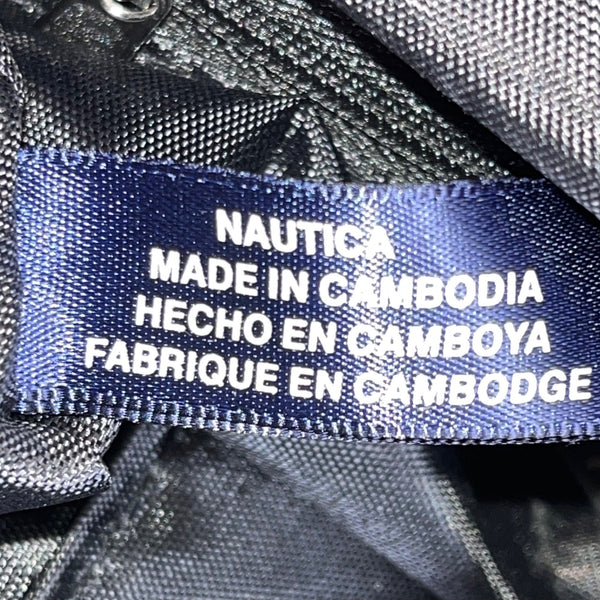 NAUTICA
MADE IN CAMBODIA
HECHO EN CAMBOYA
FABRIQUE EN CAMBODGE